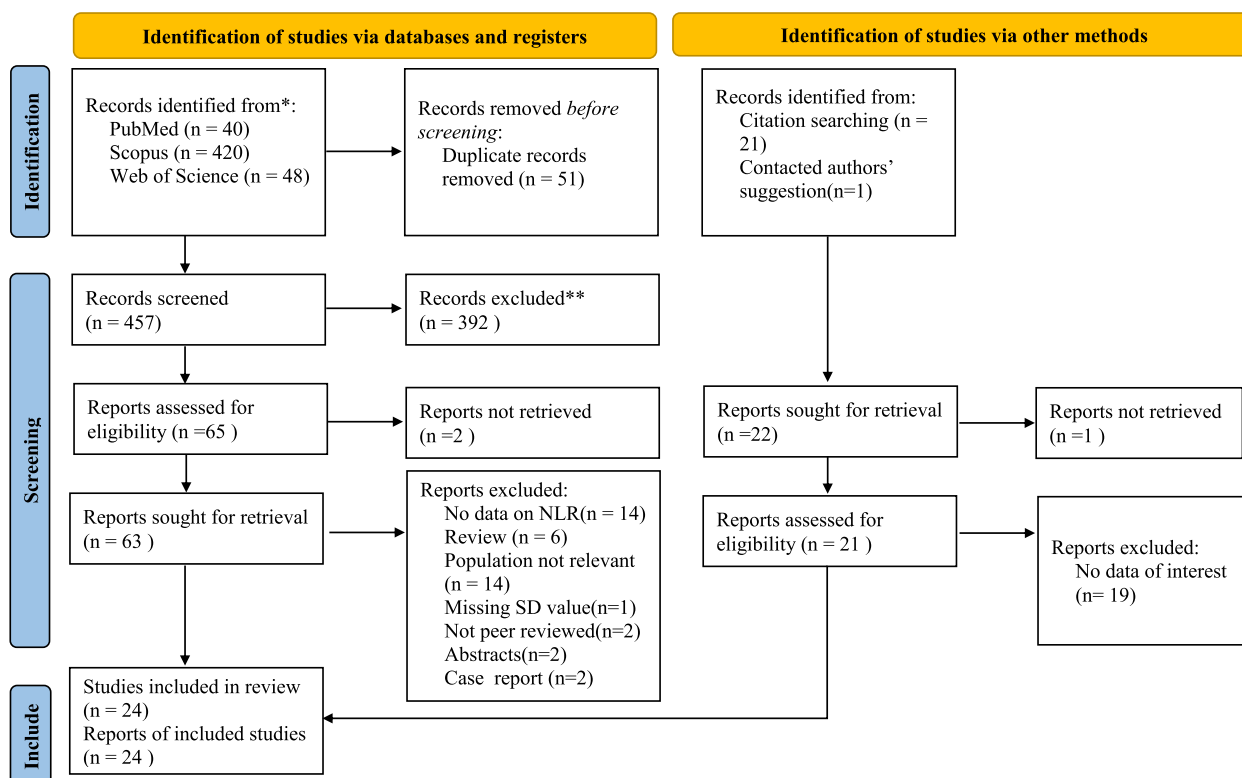 Identification of studies via databases and registers
Identification of studies via other methods
Identification
Records identified from*:
PubMed (n = 40)
Scopus (n = 420)
Web of Science (n = 48)
Records removed before
screening:
Duplicate records
removed (n = 51)
Records identified from:
Citation searching (n =
21)
Contacted authors’
suggestion(n=1)
Screening
Records screened
(n = 457)
Records excluded**
(n = 392 )
Reports assessed for
eligibility (n =65 )
Reports not retrieved
(n =2 )
Reports sought for retrieval
(n =22)
Reports not retrieved
(n =1 )
Reports sought for retrieval
(n = 63 )
Reports excluded:
No data on NLR(n = 14)
Review (n = 6)
Population not relevant
(n = 14)
Missing SD value(n=1)
Not peer reviewed(n=2)
Abstracts(n=2)
Case report (n=2)
Reports assessed for
eligibility (n = 21 )
Reports excluded:
No data of interest
(n= 19)
Include
Studies included in review
(n = 24)
Reports of included studies
(n = 24 )